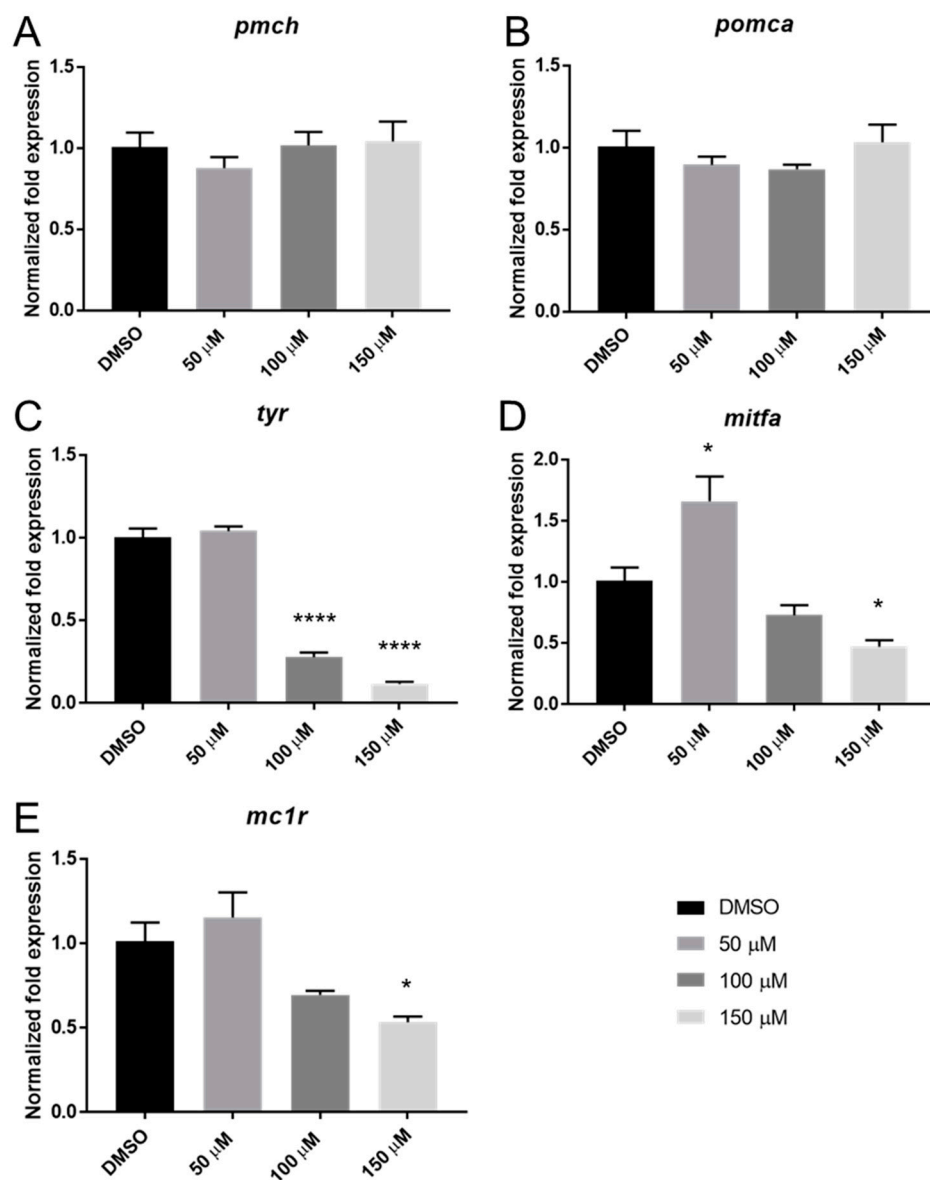 A
pmch
Normalized fold expression
1.5
1.0
0.5
0.0
DMSO
50 μM
100 μM
150 μM
B
pomca
Normalized fold expression
1.5
1.0
0.5
0.0
DMSO
50 μM
100 μM
150 μM
C
tyr
Normalized fold expression
1.5
1.0
0.5
0.0
****
****
DMSO
50 μM
100 μM
150 μM
D
mitfa
Normalized fold expression
2.0
1.5
1.0
0.5
0.0
*
*
DMSO
50 μM
100 μM
150 μM
E
mc1r
Normalized fold expression
1.5
1.0
0.5
0.0
*
DMSO
50 μM
100 μM
150 μM
DMSO
50 μM
100 μM
150 μM